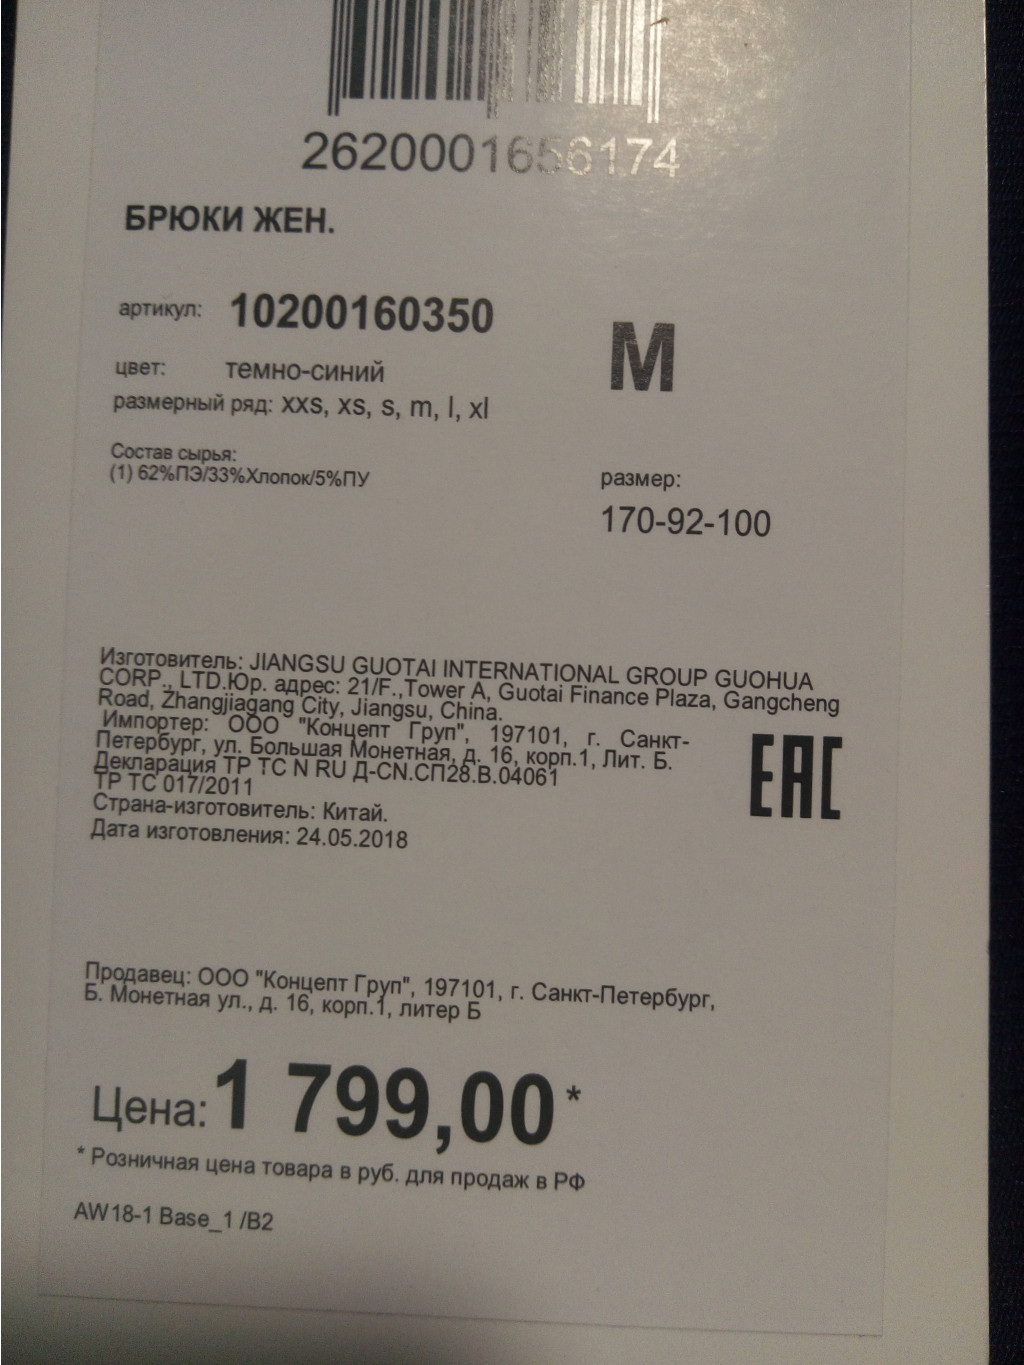 2620001656174
БРЮКИ ЖЕН.
артикул: 10200160350
M
цвет: темно-синий
размерный ряд: xxs, xs, s, m, l, xl
Состав сырья:
(1) 62%ПЭ/33%Хлопок/5%ПУ
размер:
170-92-100
Изготовитель: JIANGSU GUOTAI INTERNATIONAL GROUP GUOHUA
CORP., LTD.Юр. адрес: 21/F.,Tower A, Guotai Finance Plaza, Gangcheng
Road, Zhangjiagang City, Jiangsu, China.
Импортер: ООО "Концепт Груп", 197101, г. Санкт-
Петербург, ул. Большая Монетная, д. 16, корп.1, Лит. Б.
Декларация ТР ТС N RU Д-CN.СП28.В.04061
ТР ТС 017/2011
Страна-изготовитель: Китай.
Дата изготовления: 24.05.2018
EAC
Продавец: ООО "Концепт Груп", 197101, г. Санкт-Петербург,
Б. Монетная ул., д. 16, корп.1, литер Б
Цена: 1 799,00*
* Розничная цена товара в руб. для продаж в РФ
AW18-1 Base_1 /B2